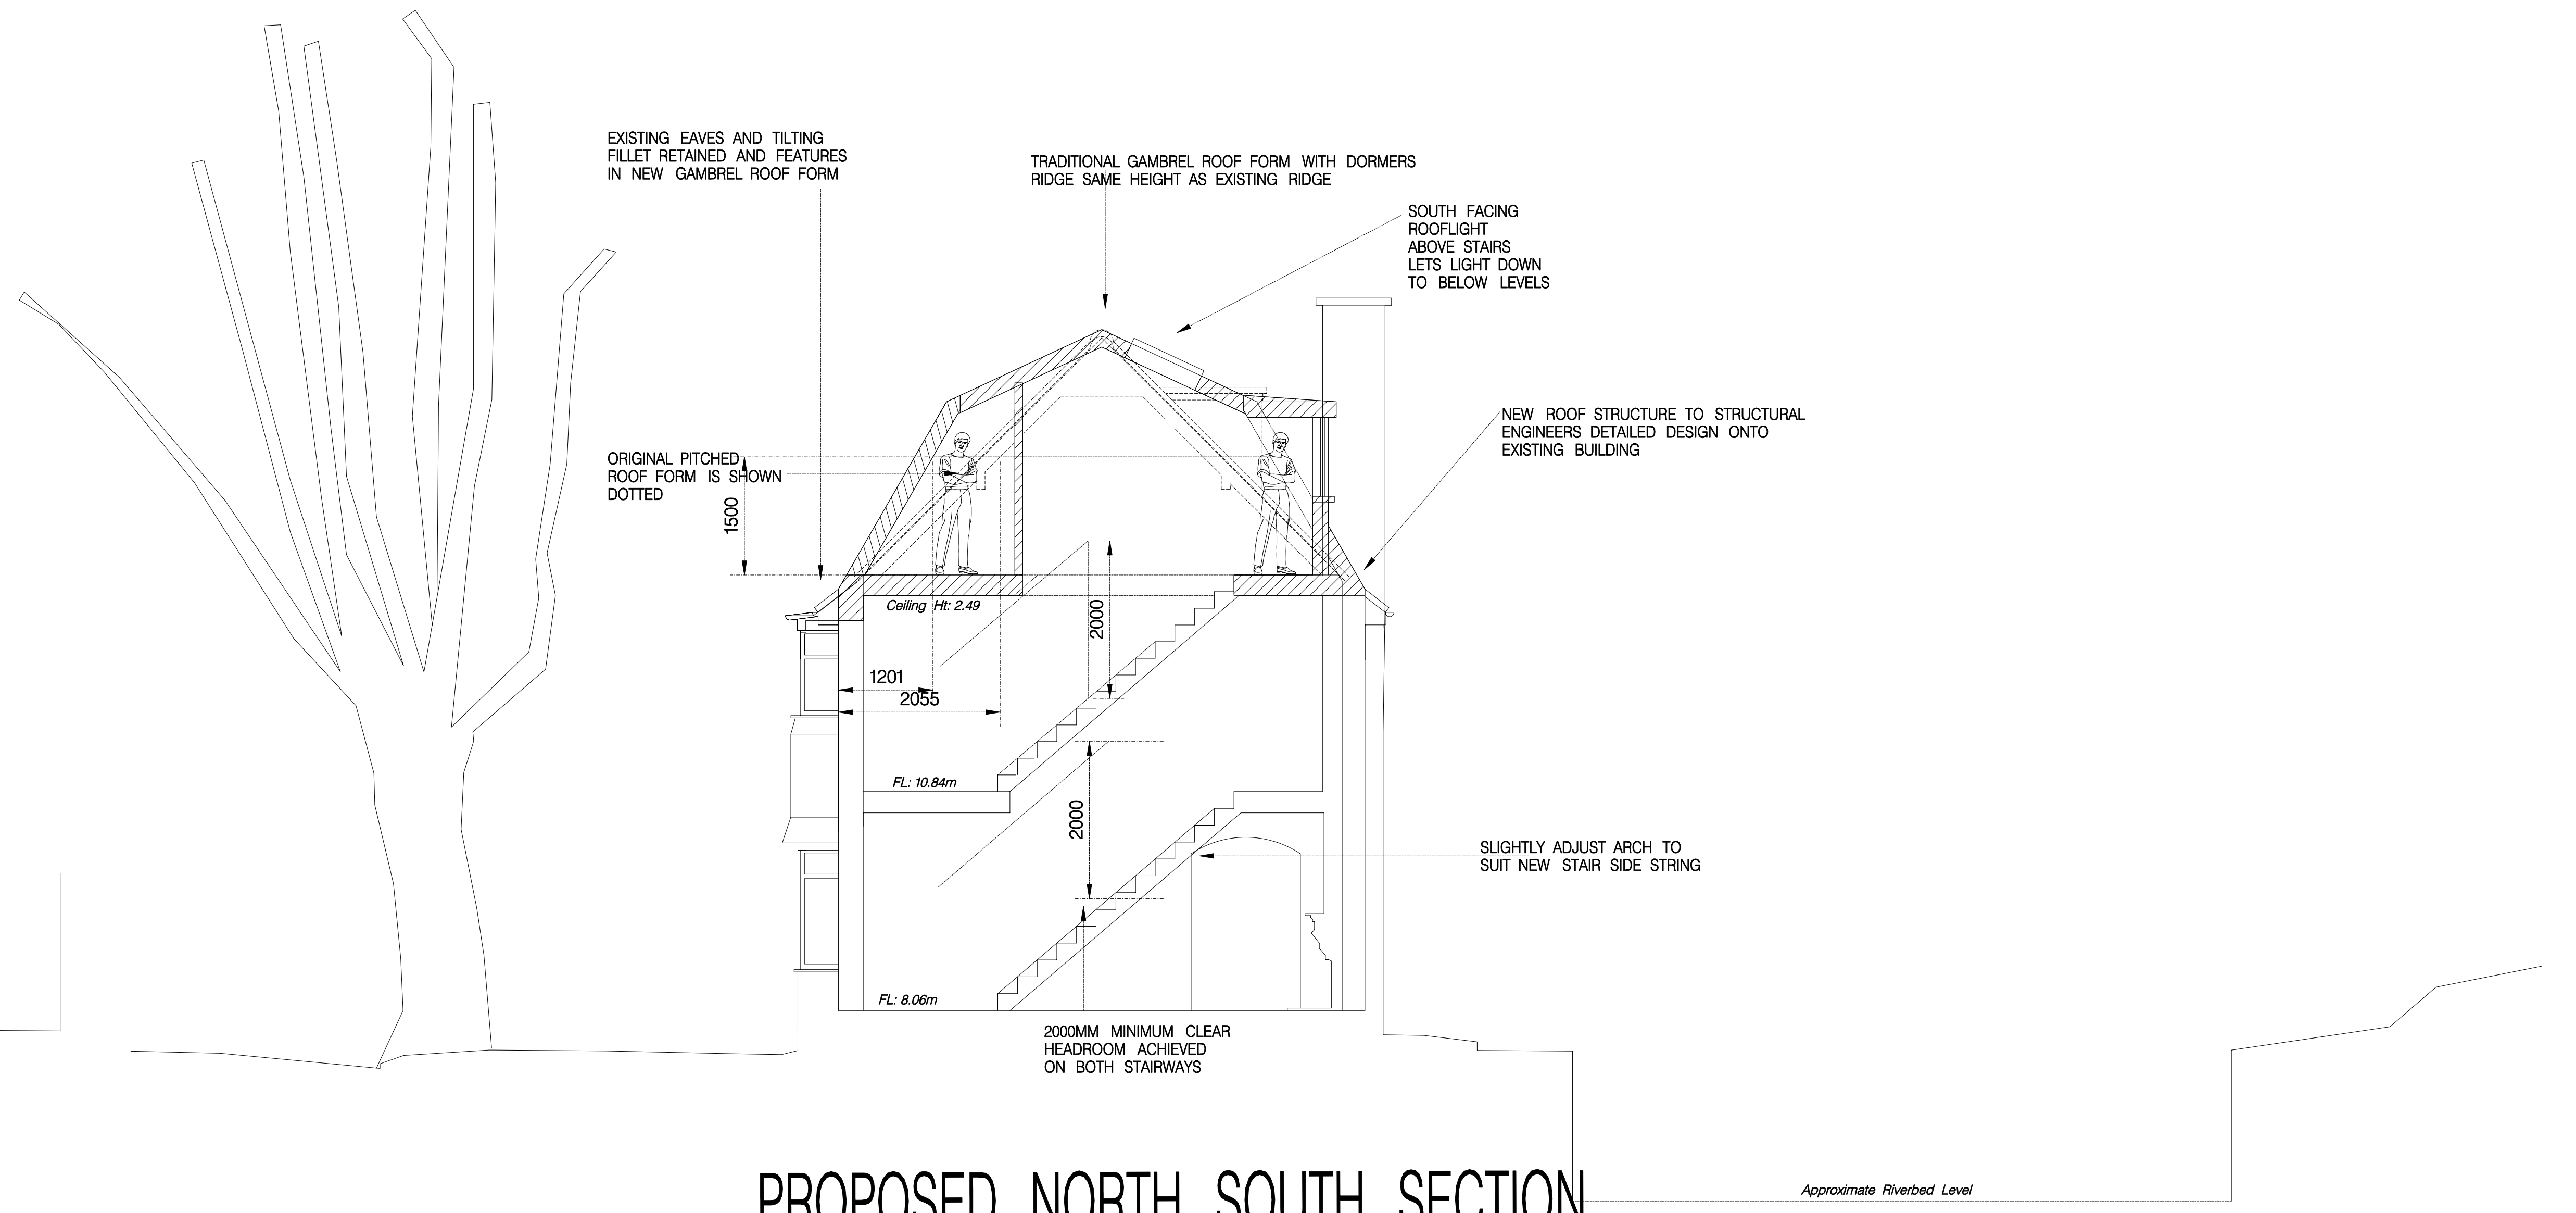 EXISTING EAVES AND TILTING
FILLET RETAINED AND FEATURES
IN NEW GAMBREL ROOF FORM
TRADITIONAL GAMBREL ROOF FORM WITH DORMERS
RIDGE SAME HEIGHT AS EXISTING RIDGE
SOUTH FACING
ROOFLIGHT
ABOVE STAIRS
LETS LIGHT DOWN
TO BELOW LEVELS
NEW ROOF STRUCTURE TO STRUCTURAL
ENGINEERS DETAILED DESIGN ONTO
EXISTING BUILDING
ORIGINAL PITCHED
ROOF FORM IS SHOWN
DOTTED
1500
Ceiling Ht: 2.49
2000
1201
2055
FL: 10.84m
2000
SLIGHTLY ADJUST ARCH TO
SUIT NEW STAIR SIDE STRING
FL: 8.06m
2000MM MINIMUM CLEAR
HEADROOM ACHIEVED
ON BOTH STAIRWAYS
PROPOSED NORTH SOUTH SECTION
Approximate Riverbed Level